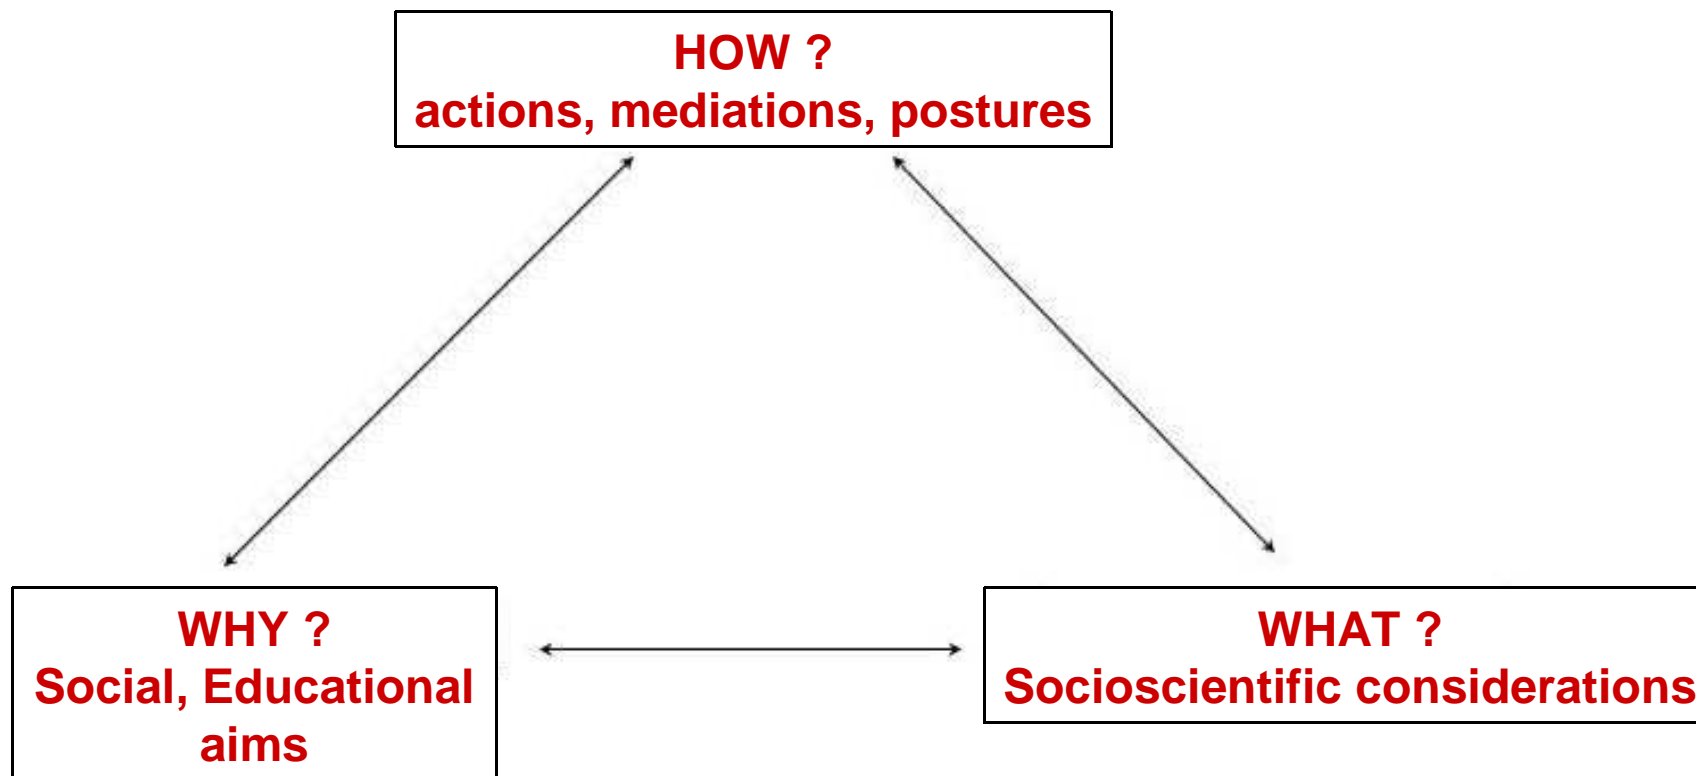 HOW ?
actions, mediations, postures
WHY ?
Social, Educational
aims
WHAT ?
Socioscientific considerations